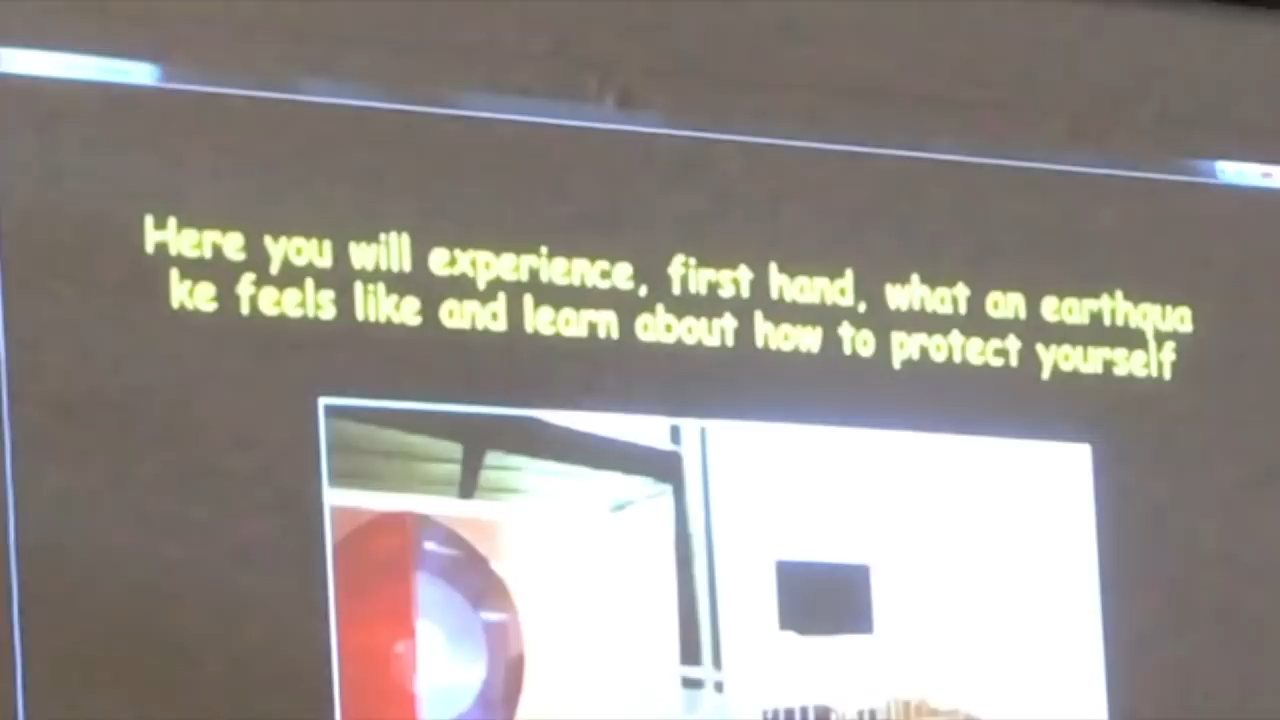 Here you will experience, first hand, what an earthqua
ke feels like and learn about how to protect yourself